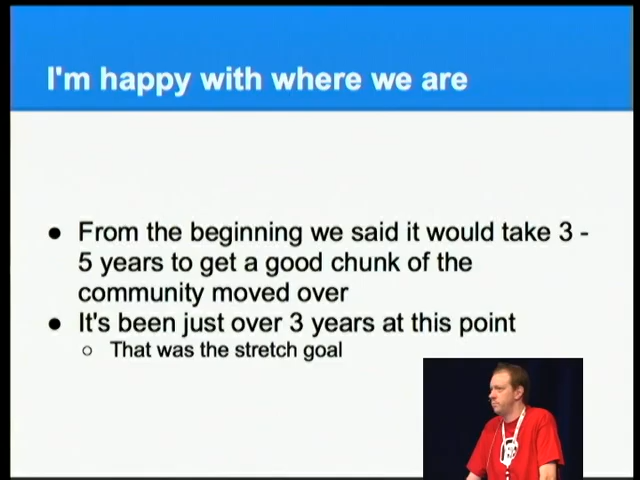 I'm happy with where we are
● From the beginning we said it would take 3 -
5 years to get a good chunk of the
community moved over
● It's been just over 3 years at this point
○ That was the stretch goal